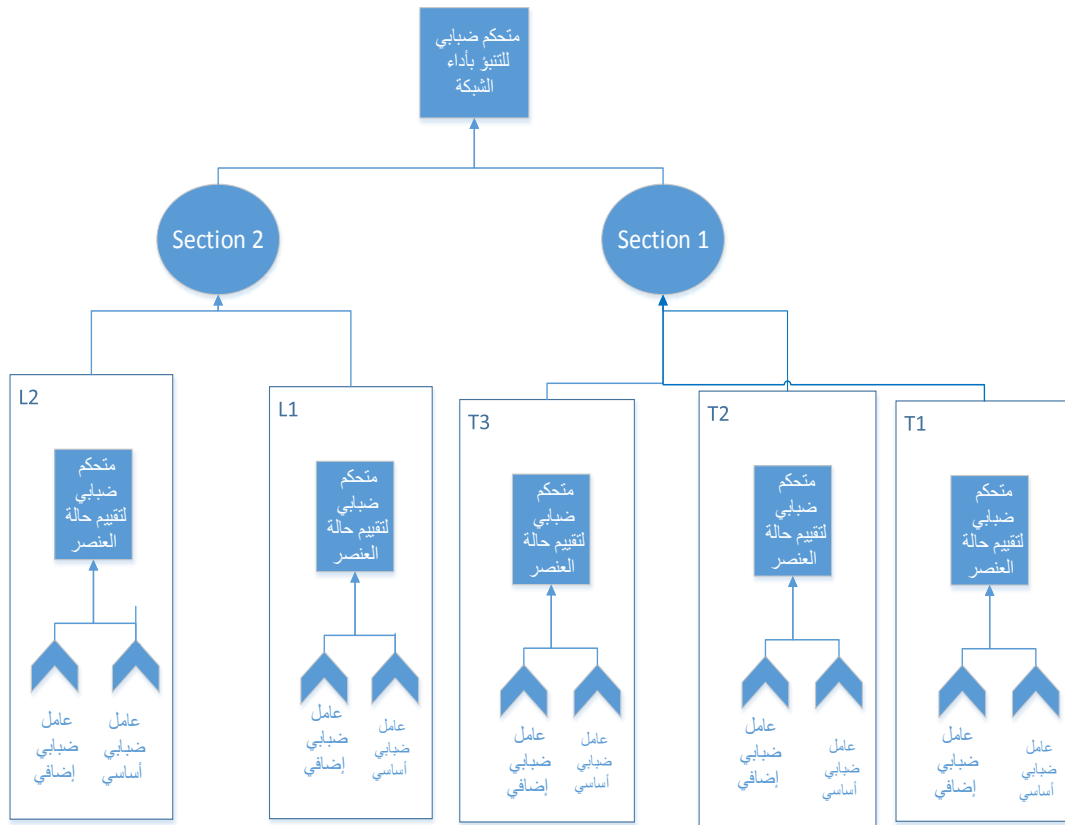 متحكم ضبابي
للتنبؤ بأداء
الشبكة
Section 2
Section 1
L2
متحكم
ضبابي
لتقييم حالة
العنصر
عامل
ضبابي
إضافي
عامل
ضبابي
أساسي
L1
متحكم
ضبابي
لتقييم حالة
العنصر
عامل
ضبابي
إضافي
عامل
ضبابي
أساسي
T3
متحكم
ضبابي
لتقييم حالة
العنصر
عامل
ضبابي
إضافي
عامل
ضبابي
أساسي
T2
متحكم
ضبابي
لتقييم حالة
العنصر
عامل
ضبابي
إضافي
عامل
ضبابي
أساسي
T1
متحكم
ضبابي
لتقييم حالة
العنصر
عامل
ضبابي
إضافي
عامل
ضبابي
أساسي